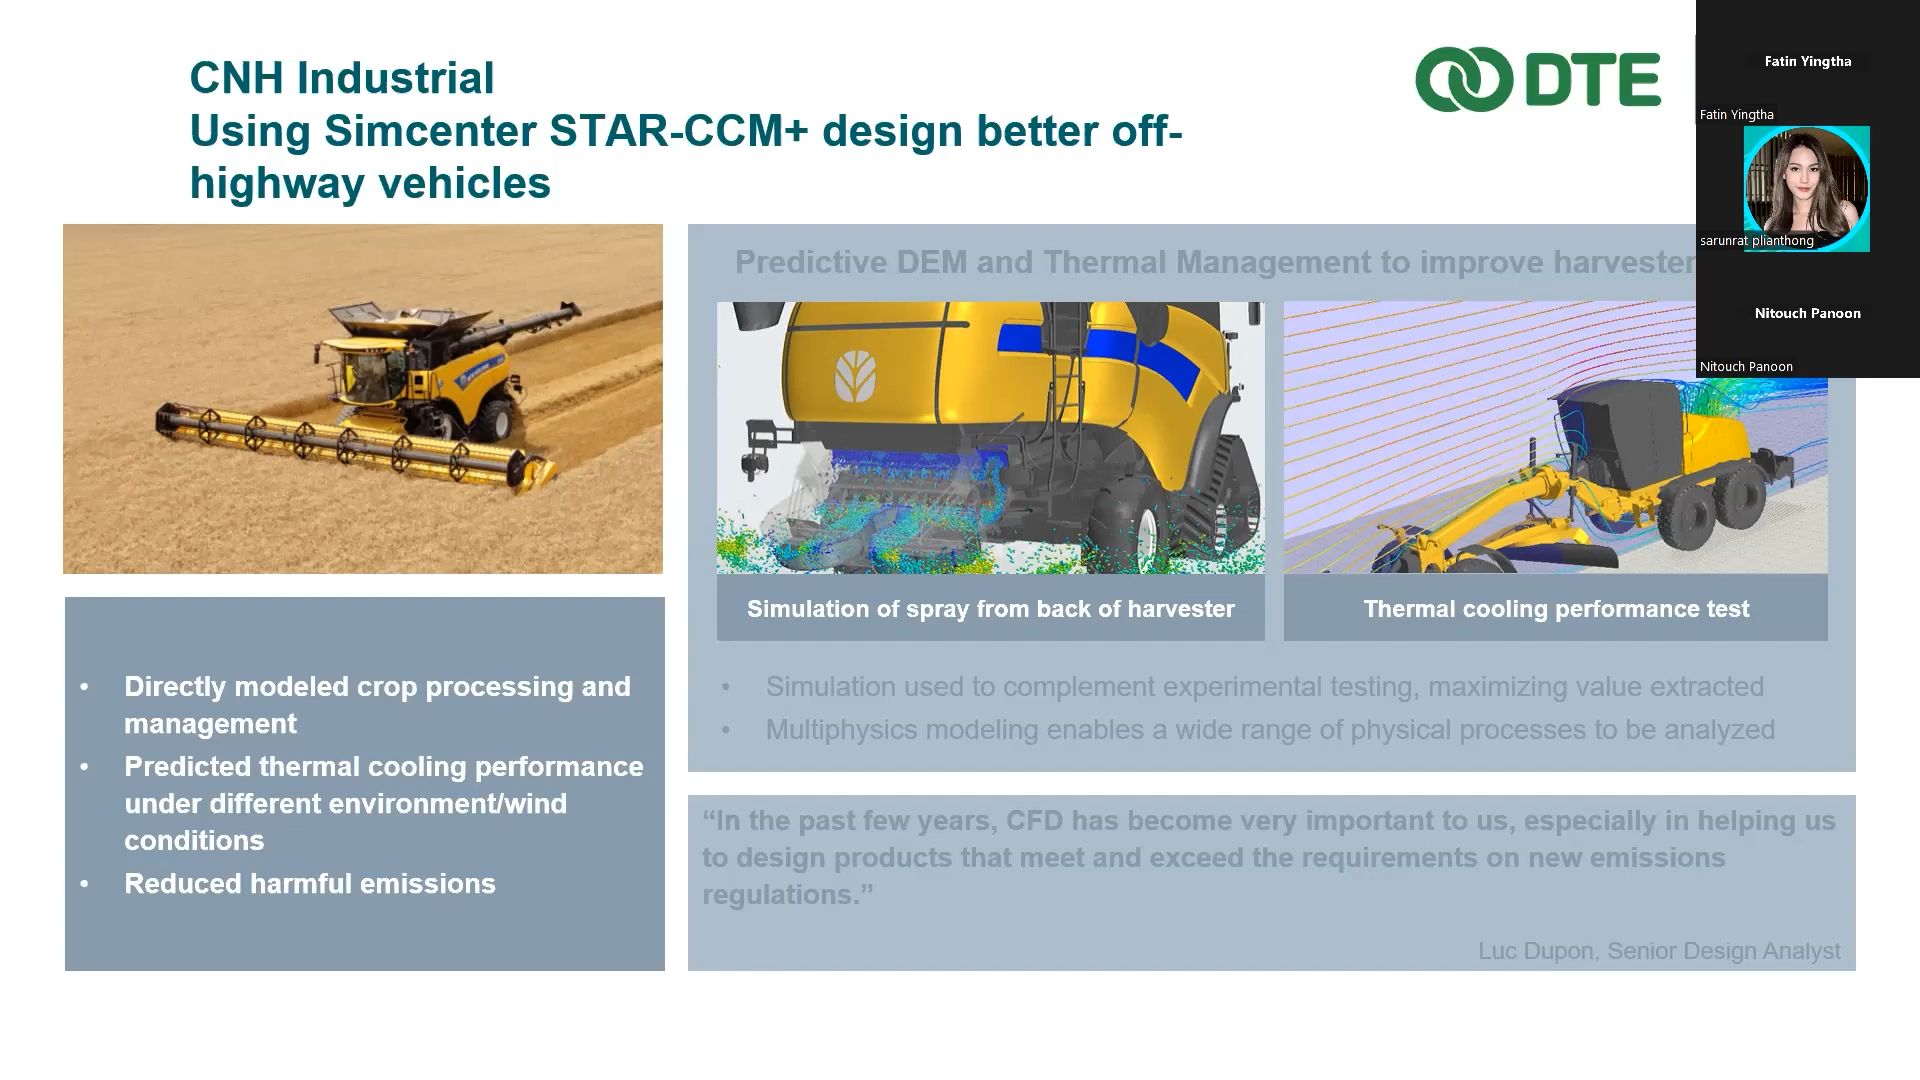 CNH Industrial
Using Simcenter STAR-CCM+ design better off-
highway vehicles
DTE
Fatin Yingtha
Fatin Yingtha
sarunrat plianthong
Nitouch Panoon
Nitouch Panoon
Predictive DEM and Thermal Management to improve harvester
Simulation of spray from back of harvester
Thermal cooling performance test
• Simulation used to complement experimental testing, maximizing value extracted
• Multiphysics modeling enables a wide range of physical processes to be analyzed
• Directly modeled crop processing and
management
• Predicted thermal cooling performance
under different environment/wind
conditions
• Reduced harmful emissions
“In the past few years, CFD has become very important to us, especially in helping us
to design products that meet and exceed the requirements on new emissions
regulations.”
Luc Dupon, Senior Design Analyst